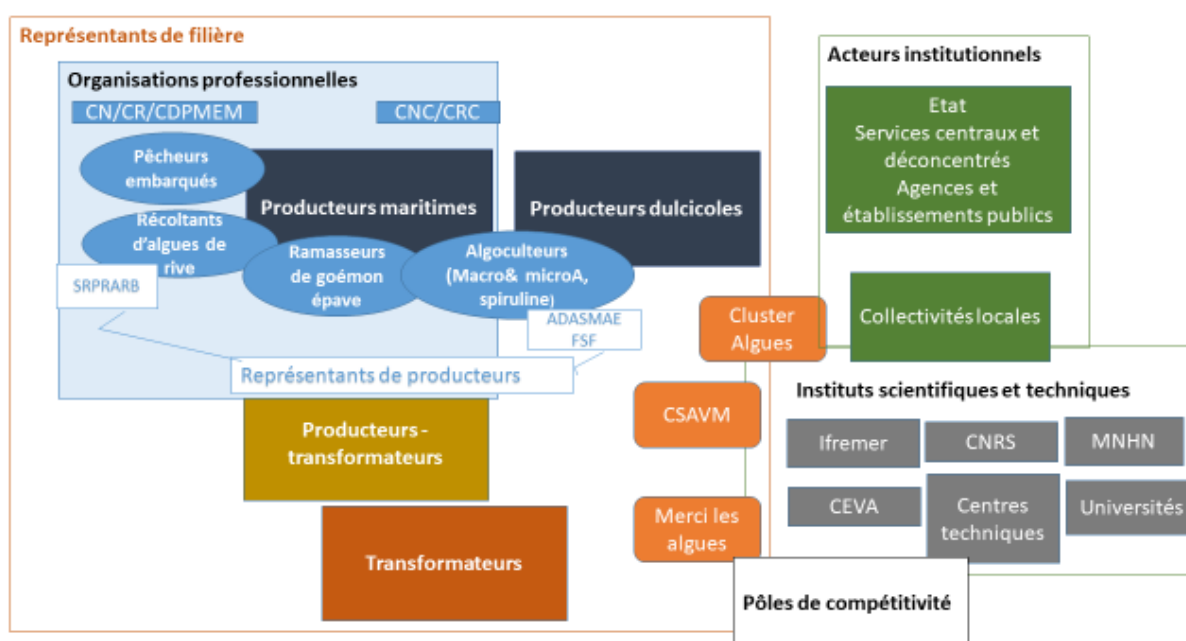 Représentants de filière
Organisations professionnelles
CN/CR/CDPMEM
CNC/CRC
Pêcheurs
embarqués
Producteurs maritimes
Producteurs dulcicoles
Récoltants
d'algues de
rive
Ramasseurs
de goémon
épave
Algoculteurs
(Macro& microA,
spiruline)
SRPRARB
ADASMAE
FSF
Représentants de producteurs
Producteurs -
transformateurs
Transformateurs
Cluster
Algues
CSAVM
Merci les
algues
Acteurs institutionnels
Etat
Services centraux et
déconcentrés
Agences et
établissements publics
Collectivités locales
Instituts scientifiques et techniques
Ifremer
CNRS
MNHN
CEVA
Centres
techniques
Universités
Pôles de compétitivité